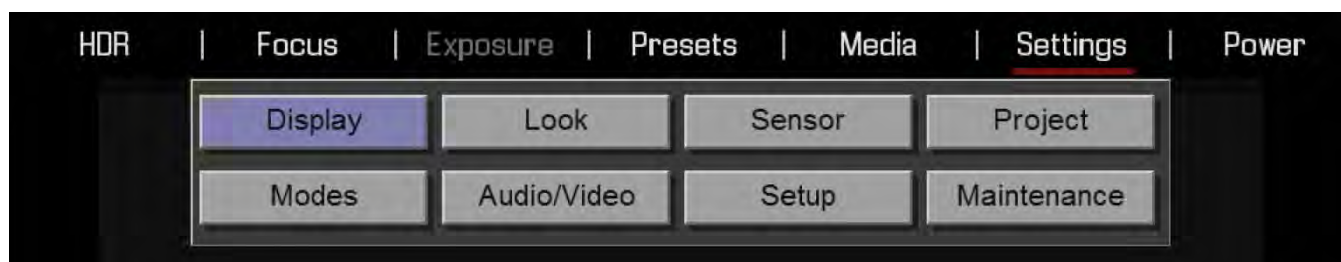 HDR | Focus | Exposure | Presets | Media | Settings | Power
Display Look Sensor Project
Modes Audio/Video Setup Maintenance